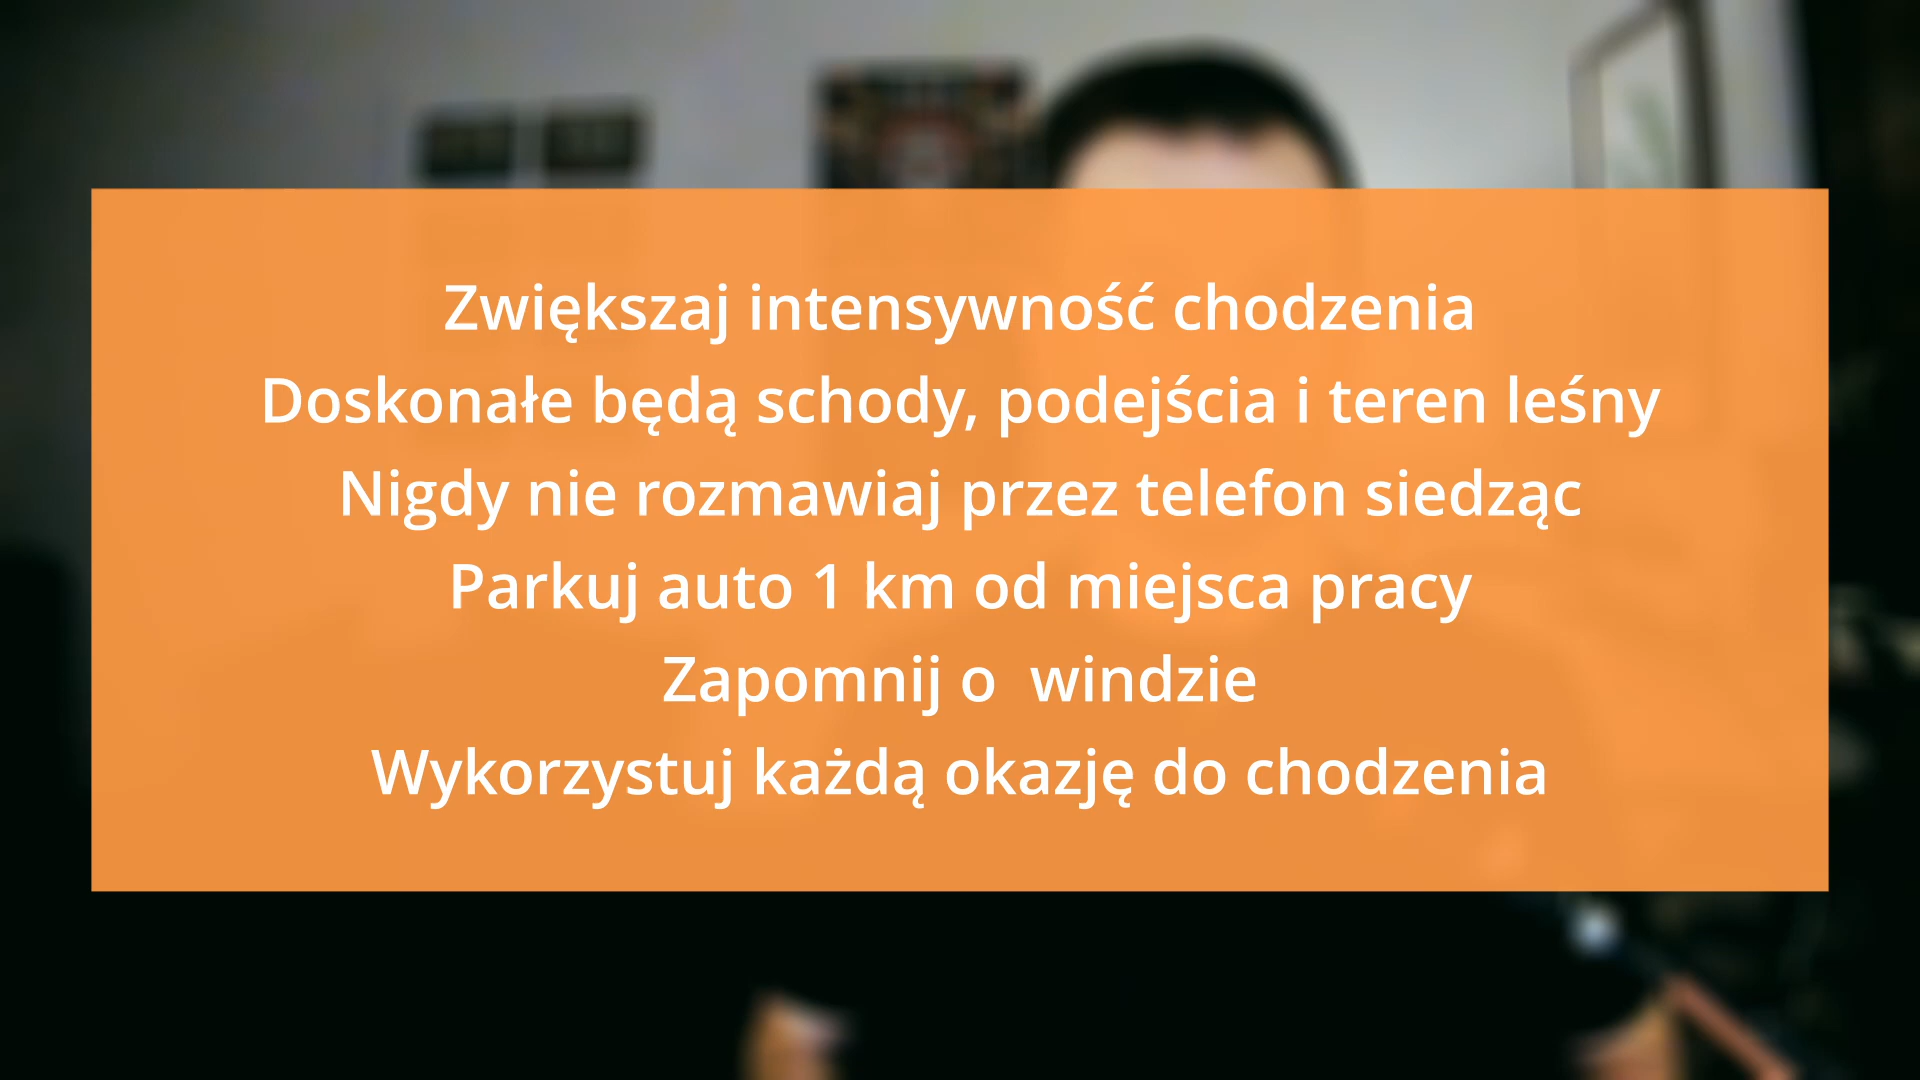 Zwiększaj intensywność chodzenia
Doskonałe będą schody, podejścia i teren leśny
Nigdy nie rozmawiaj przez telefon siedząc
Parkuj auto 1 km od miejsca pracy
Zapomnij o  windzie
Wykorzystuj każdą okazję do chodzenia